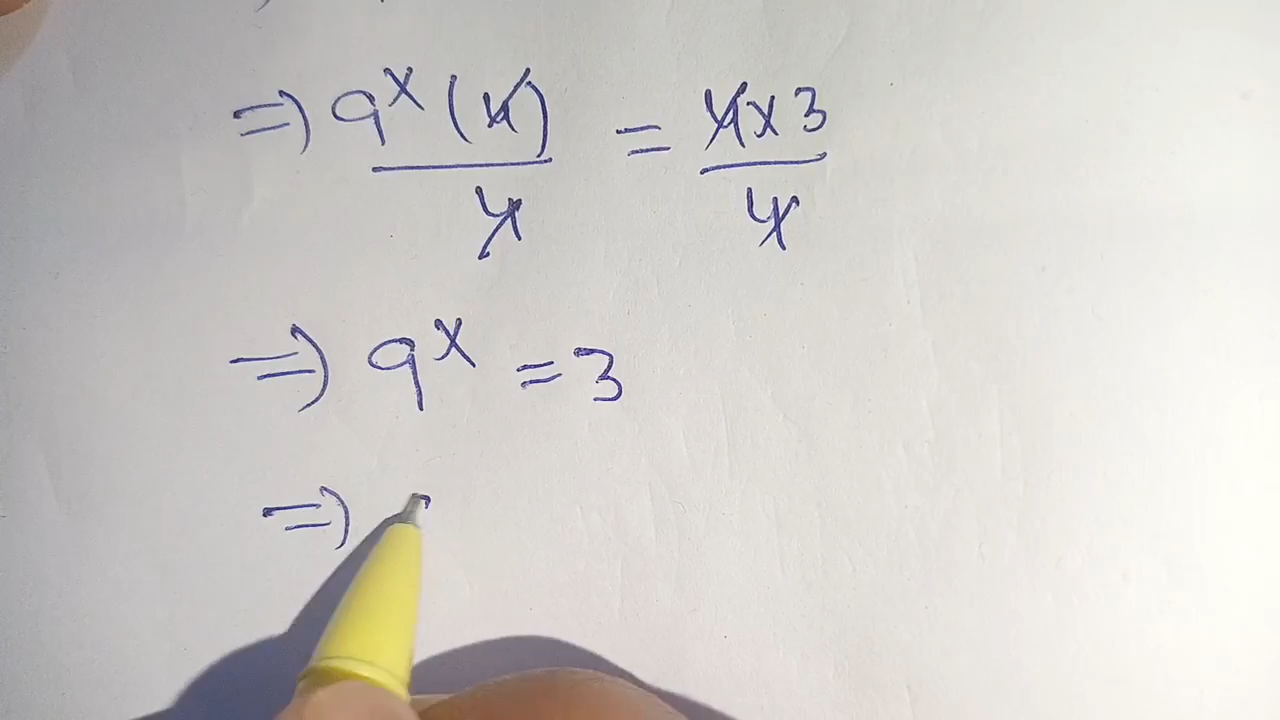 => 9^x (4) / 4 = 4 x 3 / 4
=> 9^x = 3
=>